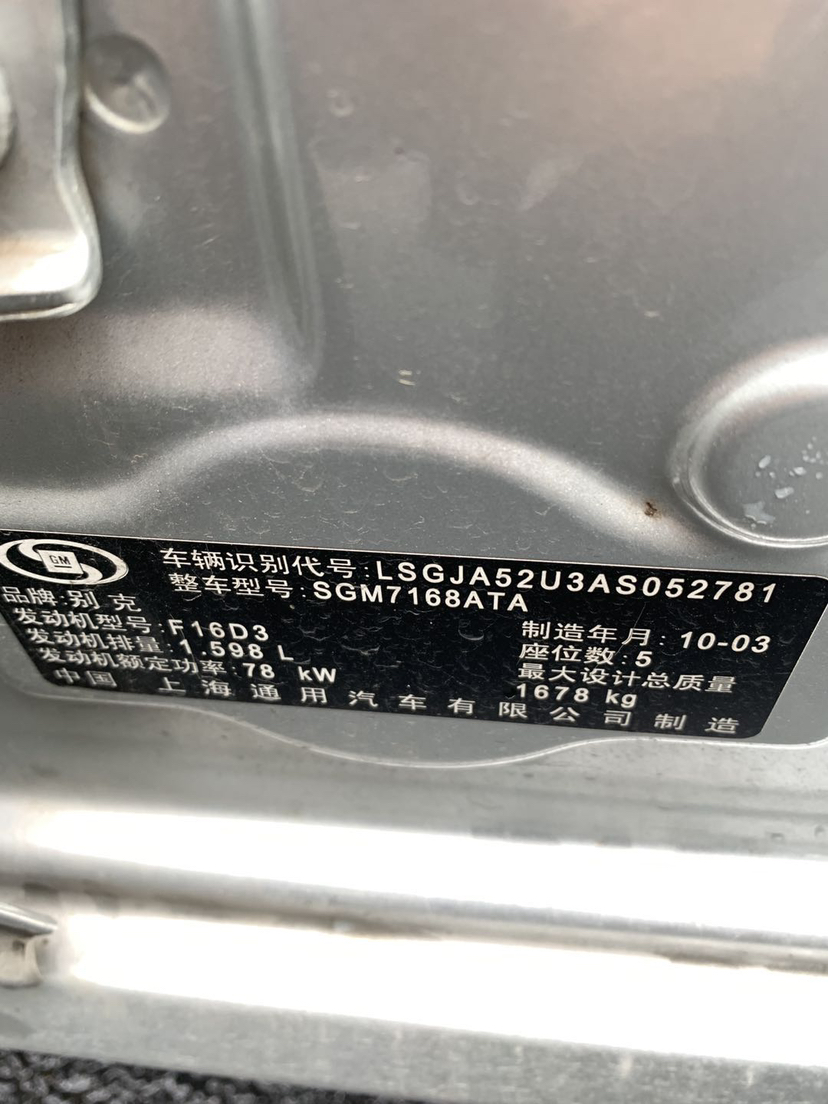 GM
车辆识别代号:LSGJA52U3AS052781
整车型号:SGM7168ATA
品牌:别克
发动机型号:F16D3
制造年月:10-03
发动机排量:1.598 L
座位数:5
发动机额定功率:78 kW
最大设计总质量
1678 kg
中国 上海通用汽车有限公司制造